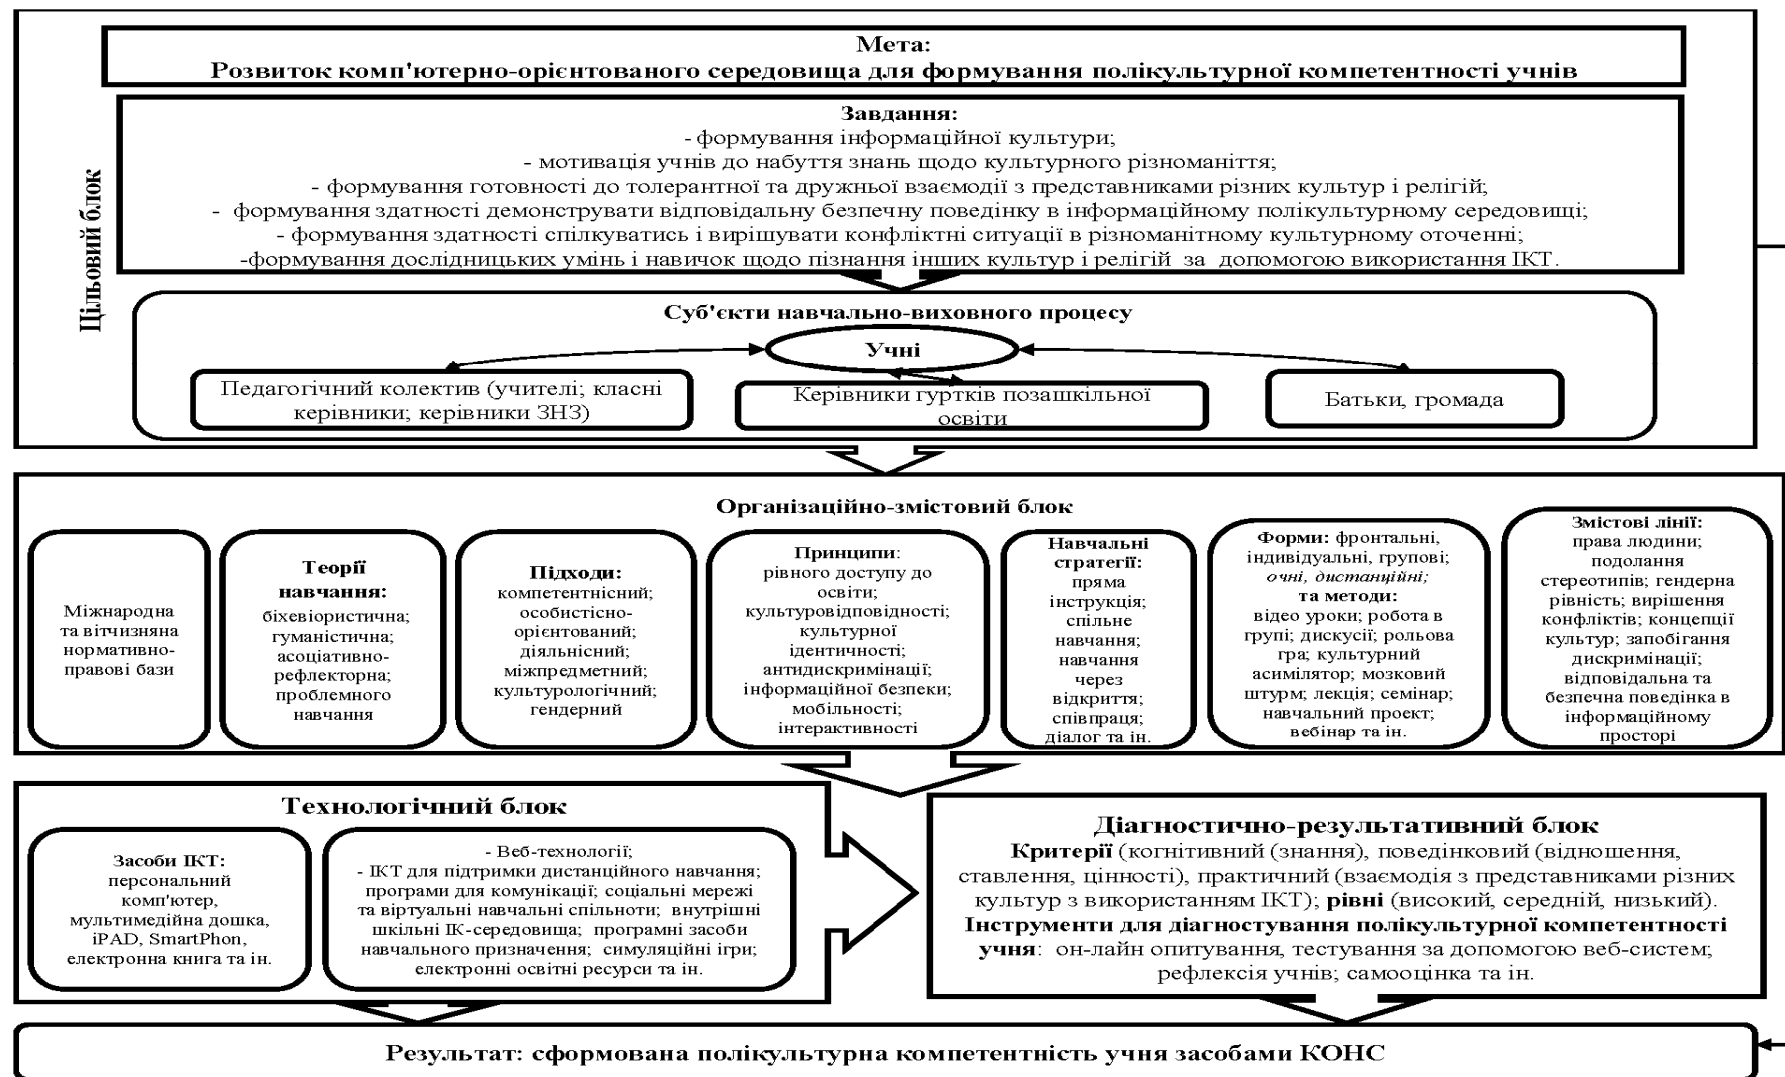 Мета:
Розвиток комп'ютерно-орієнтованого середовища для формування полікультурної компетентності учнів
Цільовий блок
Завдання:
- формування інформаційної культури;
- мотивація учнів до набуття знань щодо культурного різноманіття;
- формування готовності до толерантної та дружньої взаємодії з представниками різних культур і релігій;
- формування здатності демонструвати відповідальну безпечну поведінку в інформаційному полікультурному середовищі;
- формування здатності спілкуватись і вирішувати конфліктні ситуації в різноманітному культурному оточенні;
-формування дослідницьких умінь і навичок щодо пізнання інших культур і релігій за допомогою використання ІКТ.
Суб'єкти навчально-виховного процесу
Учні
Педагогічний колектив (учителі; класні
керівники; керівники ЗНЗ)
Керівники гуртків позашкільної
освіти
Батьки, громада
Організаційно-змістовий блок
Міжнародна
та вітчизняна
нормативно-
правові бази
Теорії
навчання:
біхевіористична;
гуманістична;
асоціативно-
рефлекторна;
проблемного
навчання
Підходи:
компетентнісний;
особистісно-
орієнтований;
діяльнісний;
міжпредметний;
культурологічний;
гендерний
Принципи:
рівного доступу до
освіти;
культуровідповідності;
культурної
ідентичності;
антидискримінації;
інформаційної безпеки;
мобільності;
інтерактивності
Навчальні
стратегії:
пряма
інструкція;
спільне
навчання;
навчання
через
відкриття;
співпраця;
діалог та ін.
Форми: фронтальні,
індивідуальні, групові;
очні, дистанційні;
та методи:
відео уроки; робота в
групі; дискусії; рольова
гра; культурний
асимілятор; мозковий
штурм; лекція; семінар;
навчальний проект;
вебінар та ін.
Змістові лінії:
права людини;
подолання
стереотипів; гендерна
рівність; вирішення
конфліктів; концепції
культур; запобігання
дискримінації;
відповідальна та
безпечна поведінка в
інформаційному
просторі
Технологічний блок
Засоби ІКТ:
персональний
комп'ютер,
мультимедійна дошка,
iPAD, SmartPhon,
електронна книга та ін.
- Веб-технології;
- ІКТ для підтримки дистанційного навчання;
програми для комунікації; соціальні мережі
та віртуальні навчальні спільноти; внутрішні
шкільні ІК-середовища; програмні засоби
навчального призначення; симуляційні ігри;
електронні освітні ресурси та ін.
Діагностично-результативний блок
Критерії (когнітивний (знання), поведінковий (відношення,
ставлення, цінності), практичний (взаємодія з представниками різних
культур з використанням ІКТ); рівні (високий, середній, низький).
Інструменти для діагностування полікультурної компетентності
учня: он-лайн опитування, тестування за допомогою веб-систем;
рефлексія учнів; самооцінка та ін.
Результат: сформована полікультурна компетентність учня засобами КОНС